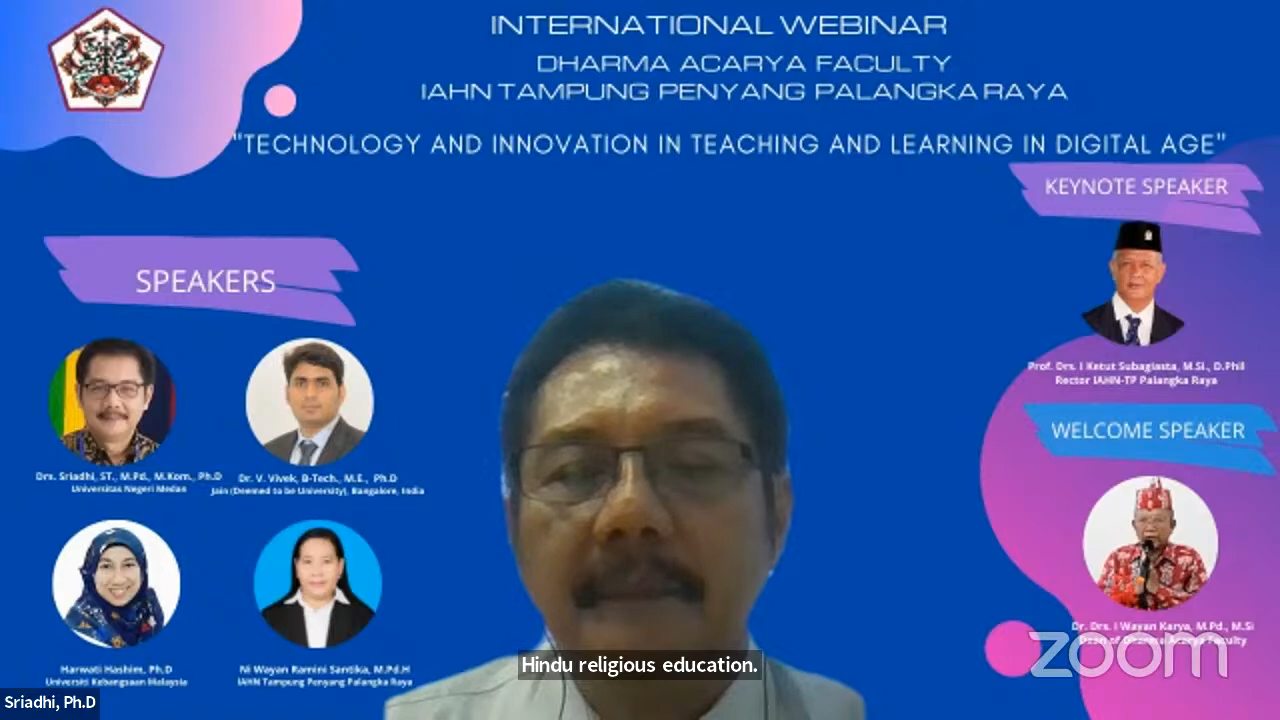 INTERNATIONAL WEBINAR
DHARMA ACARYA FACULTY
IAHN TAMPUNG PENYANG PALANGKA RAYA
"TECHNOLOGY AND INNOVATION IN TEACHING AND LEARNING IN DIGITAL AGE"
KEYNOTE SPEAKER
Prof. Drs. I Ketut Subagiasta, M.Si., D.Phil
Rector IAHN-TP Palangka Raya
SPEAKERS
Drs. Sriadhi, ST., M.Pd., M.Kom., Ph.D
Universitas Negeri Medan
Dr. V. Vivek, B-Tech., M.E., Ph.D
Jain (Deemed to be University), Bangalore, India
WELCOME SPEAKER
Dr. Drs. I Wayan Karya, M.Pd., M.Si
Dean of Dharma Acarya Faculty
Harwati Hashim, Ph.D
Universiti Kebangsaan Malaysia
Ni Wayan Ramini Santika, M.Pd.H
IAHN Tampung Penyang Palangka Raya
Hindu religious education.
zoom
Sriadhi, Ph.D